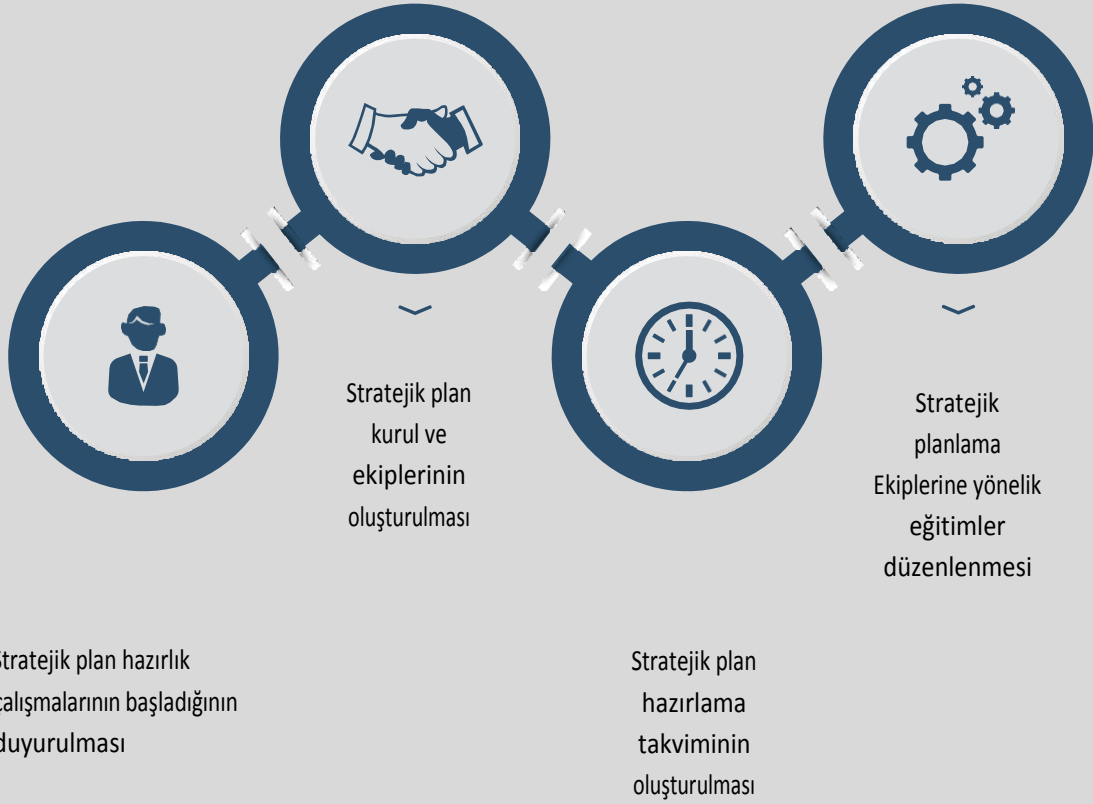 Stratejik plan hazırlık
çalışmalarının başladığının
duyurulması
Stratejik plan
kurul ve
ekiplerinin
oluşturulması
Stratejik plan
hazırlama
takviminin
oluşturulması
Stratejik
planlama
Ekiplerine yönelik
eğitimler
düzenlenmesi